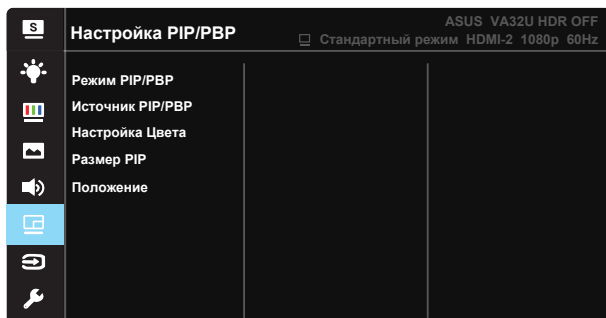 S
Настройка PIP/PBP
ASUS VA32U HDR OFF
Стандартный режим HDMI-2 1080p 60Hz
Режим PIP/PBP
Источник PIP/PBP
Настройка Цвета
Размер PIP
Положение